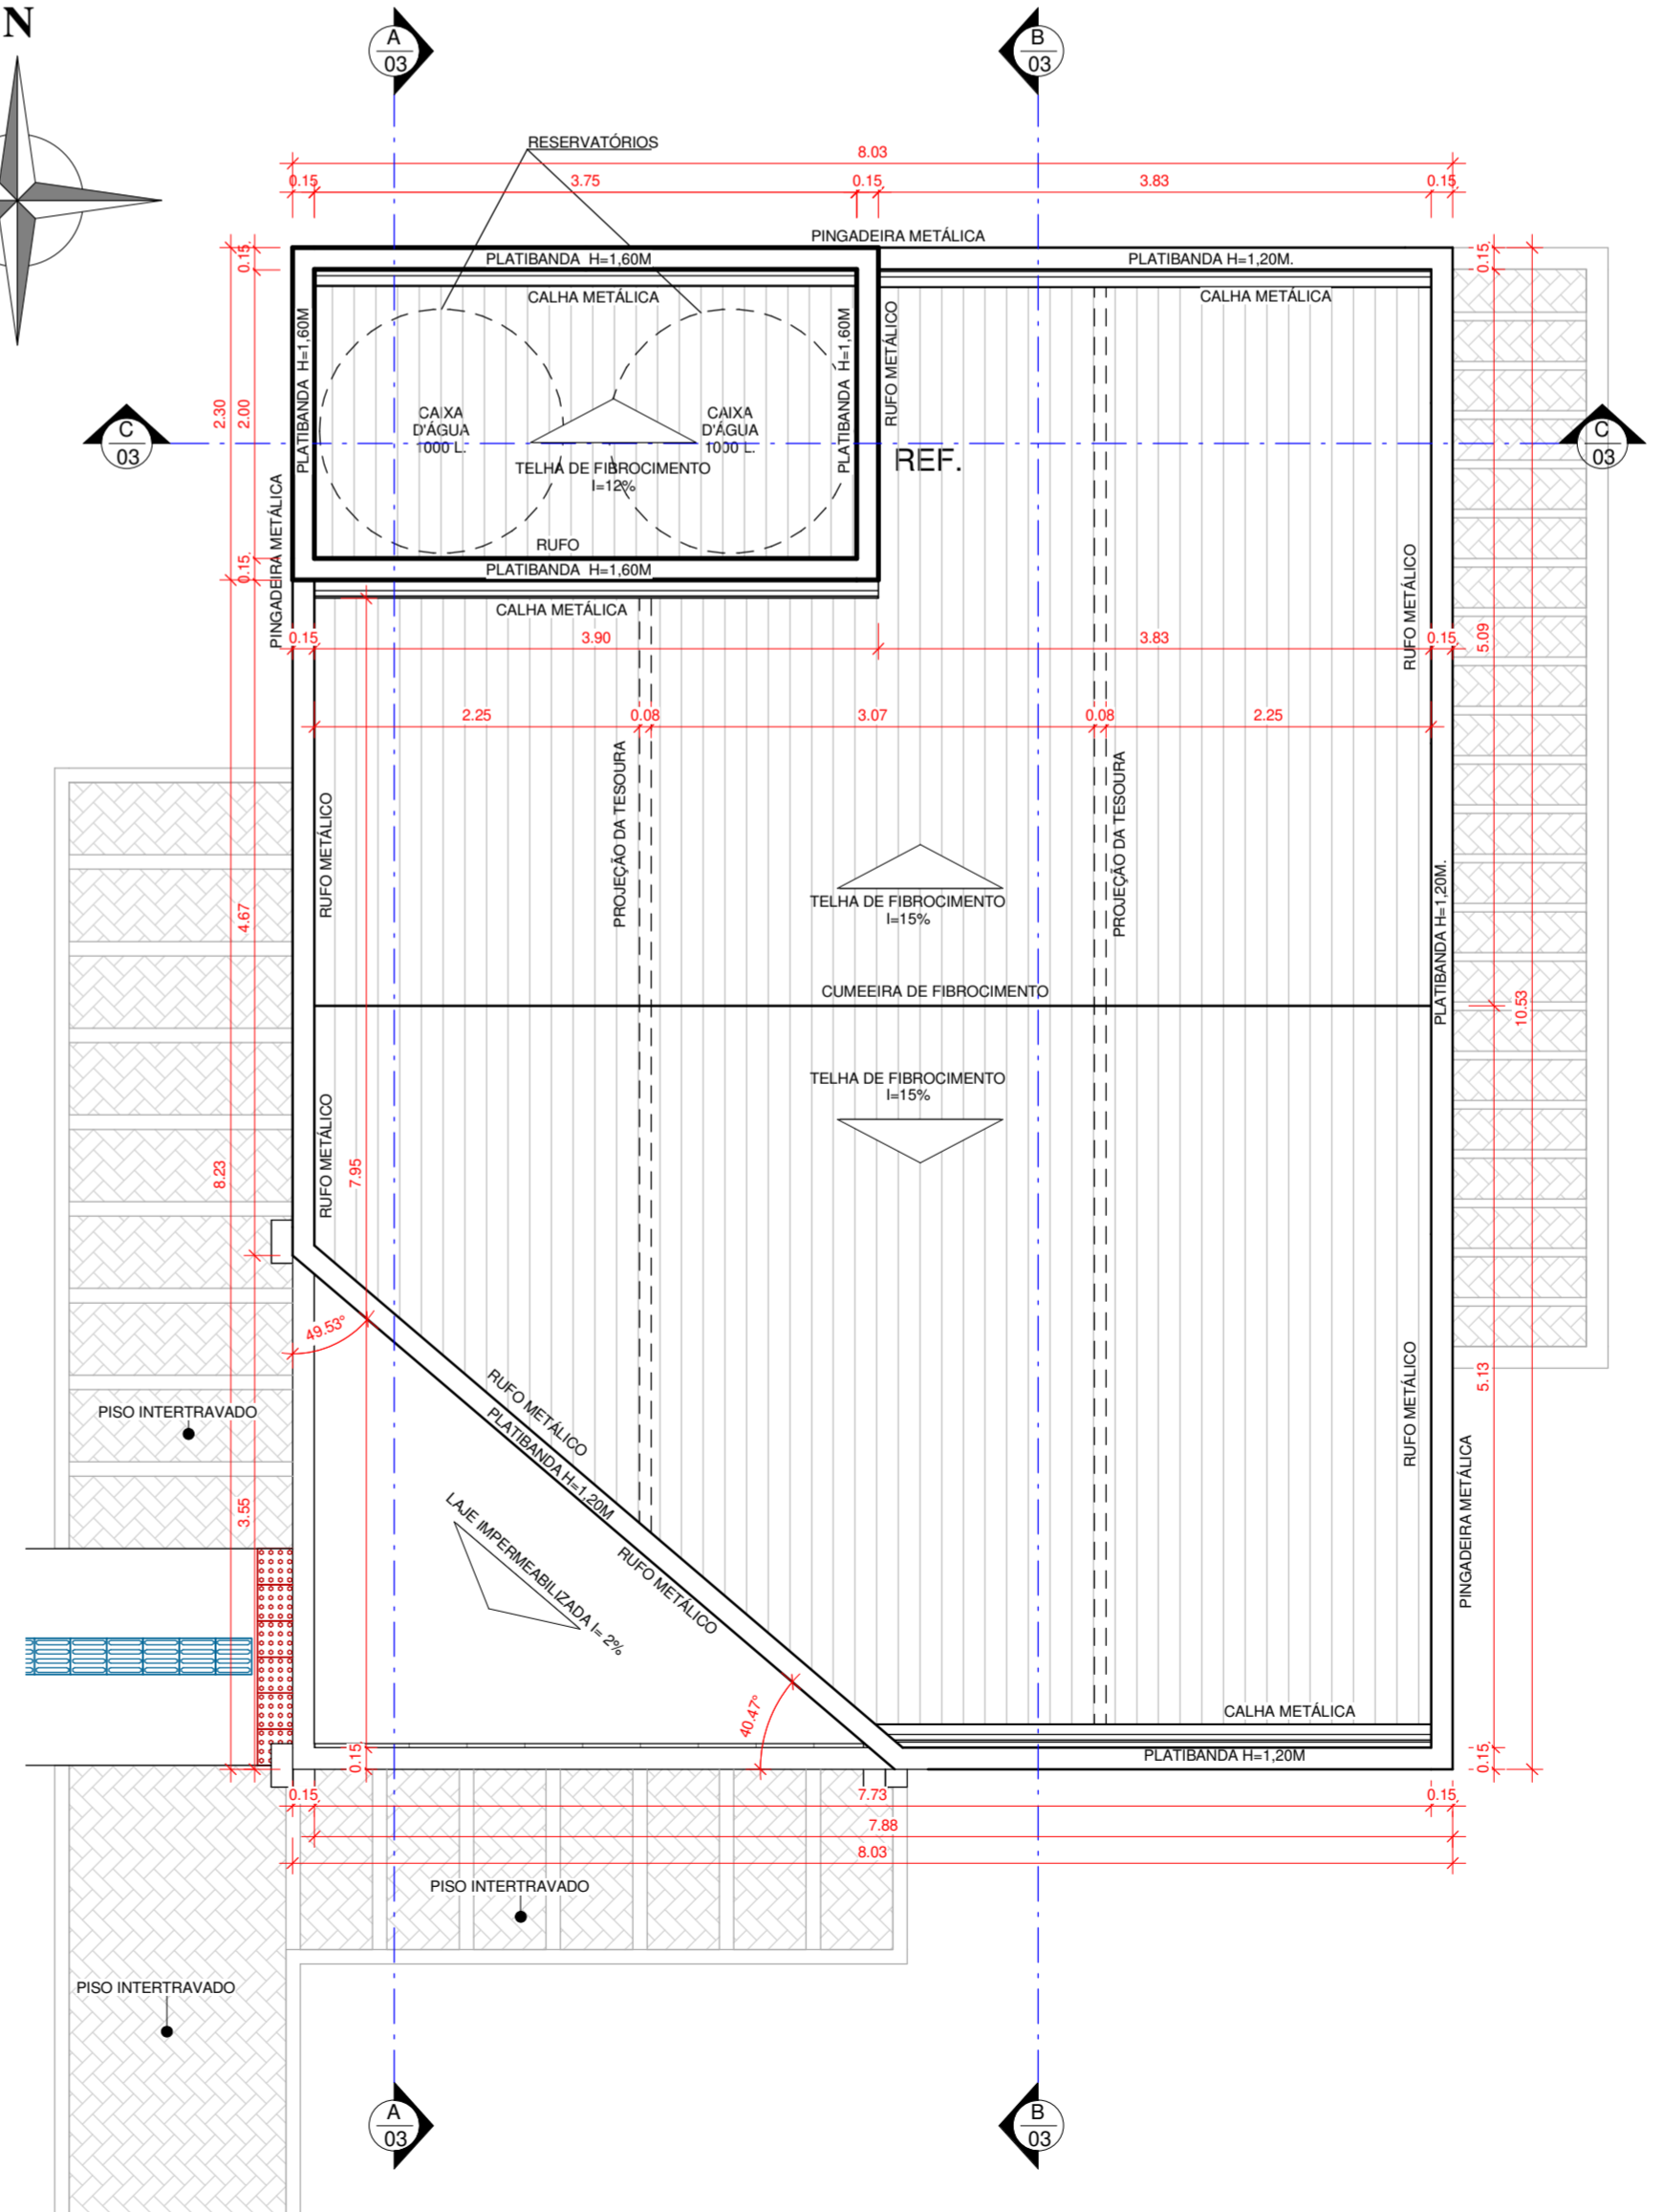 N
A
03
B
03
RESERVATÓRIOS
8.03
0.15
3.75
0.15
3.83
0.15
PINGADEIRA METÁLICA
0.15
PLATIBANDA H=1,60M
PLATIBANDA H=1,20M.
0.15
CALHA METÁLICA
CALHA METÁLICA
PLATIBANDA H=1,60M
PLATIBANDA H=1,60M
RUFO METÁLICO
2.30
2.00
CAIXA
D'ÁGUA
1000 L.
CAIXA
D'ÁGUA
1000 L.
C
03
C
03
REF.
TELHA DE FIBROCIMENTO
I=12%
PINGADEIRA METÁLICA
RUFO
0.15
PLATIBANDA H=1,60M
CALHA METÁLICA
RUFO METÁLICO
0.15
3.90
3.83
0.15
5.09
2.25
0.08
3.07
0.08
2.25
PROJEÇÃO DA TESOURA
PROJEÇÃO DA TESOURA
RUFO METÁLICO
4.67
TELHA DE FIBROCIMENTO
I=15%
PLATIBANDA H=1,20M.
CUMEEIRA DE FIBROCIMENTO
10.53
TELHA DE FIBROCIMENTO
I=15%
RUFO METÁLICO
8.23
7.95
49.53°
RUFO METÁLICO
PLATIBANDA H=1,20M
RUFO METÁLICO
5.13
PISO INTERTRAVADO
3.55
LAJE IMPERMEABILIZADA I= 2%
RUFO METÁLICO
PINGADEIRA METÁLICA
40.47°
CALHA METÁLICA
0.15
PLATIBANDA H=1,20M
0.15
0.15
7.73
0.15
7.88
8.03
PISO INTERTRAVADO
PISO INTERTRAVADO
A
03
B
03